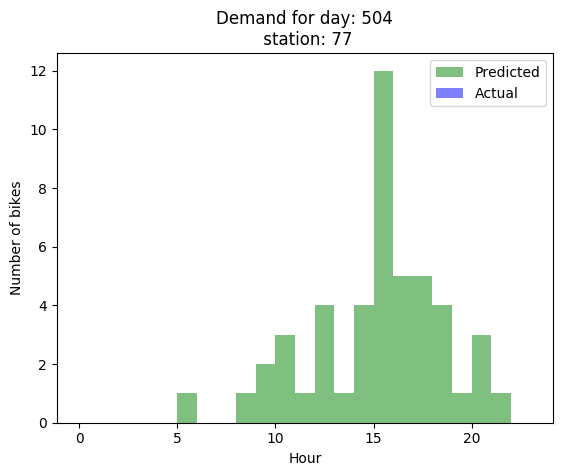 Demand for day: 504
station: 77
Predicted
Actual
Number of bikes
12
10
8
6
4
2
0
0
5
10
15
20
Hour